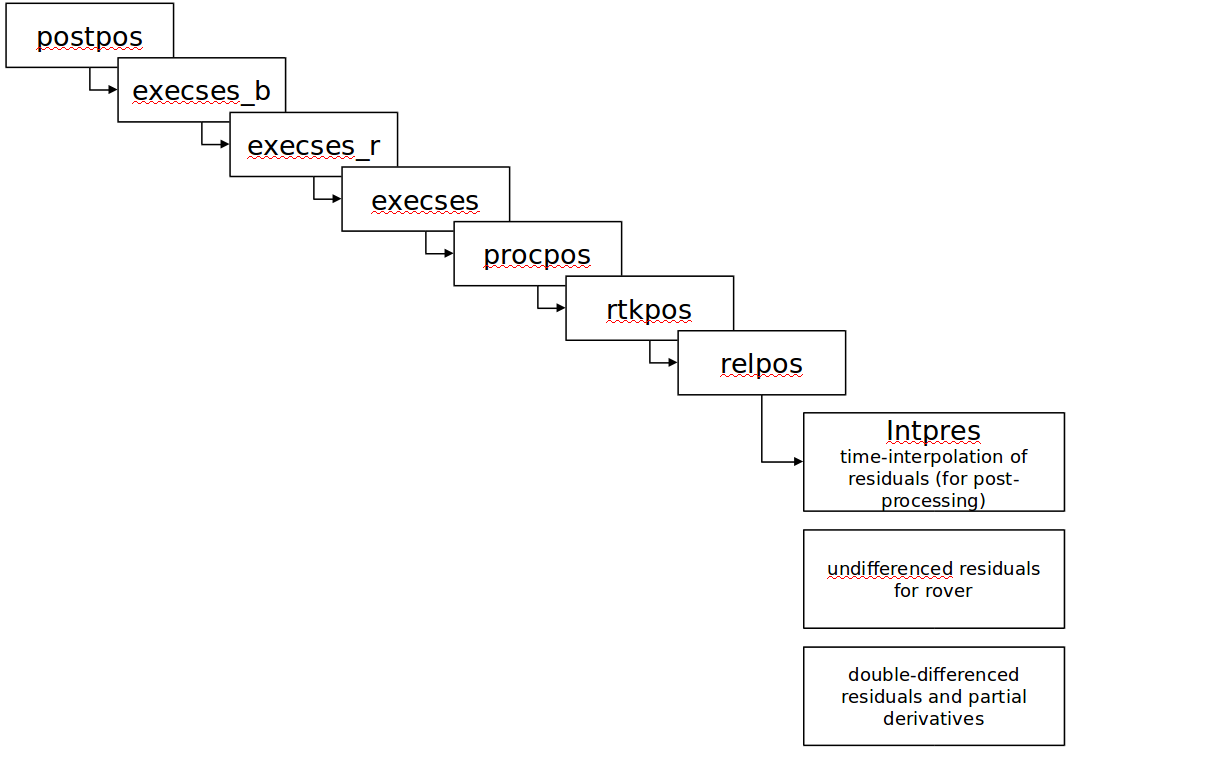 postpos
execses_b
execses_r
execses
procpos
rtkpos
relpos
Intpres
time-interpolation of
residuals (for post-
processing)
undifferenced residuals
for rover
double-differenced
residuals and partial
derivatives